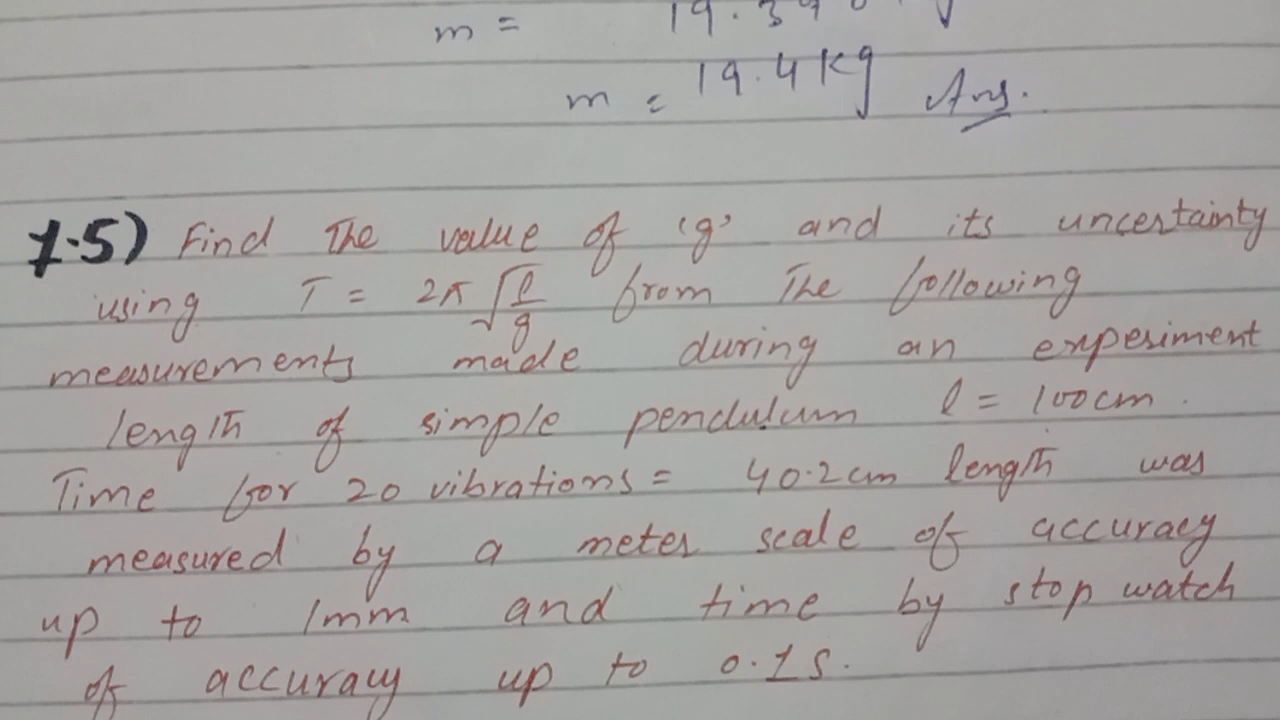 m =
m = 19.4 kg Ans.
1.5) Find The value of 'g' and its uncertainty
using T = 2π √l/g from The following
measurements made during an experiment
length of simple pendulum l = 100cm.
Time for 20 vibrations = 40.2cm length was
measured by a meter scale of accuracy
up to 1mm and time by stop watch
of accuracy up to 0.1s.